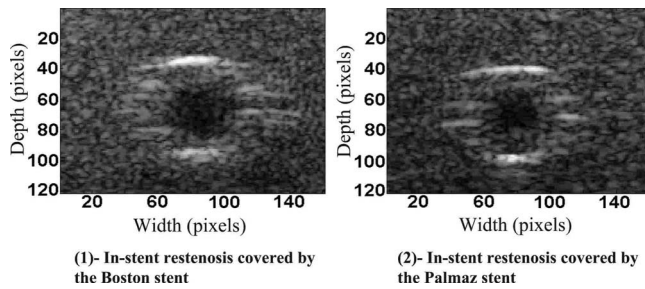 20
40
60
80
100
120
Depth (pixels)
20 60 100 140
Width (pixels)
(1)- In-stent restenosis covered by
the Boston stent
20
40
60
80
100
120
Depth (pixels)
20 60 100 140
Width (pixels)
(2)- In-stent restenosis covered by
the Palmaz stent